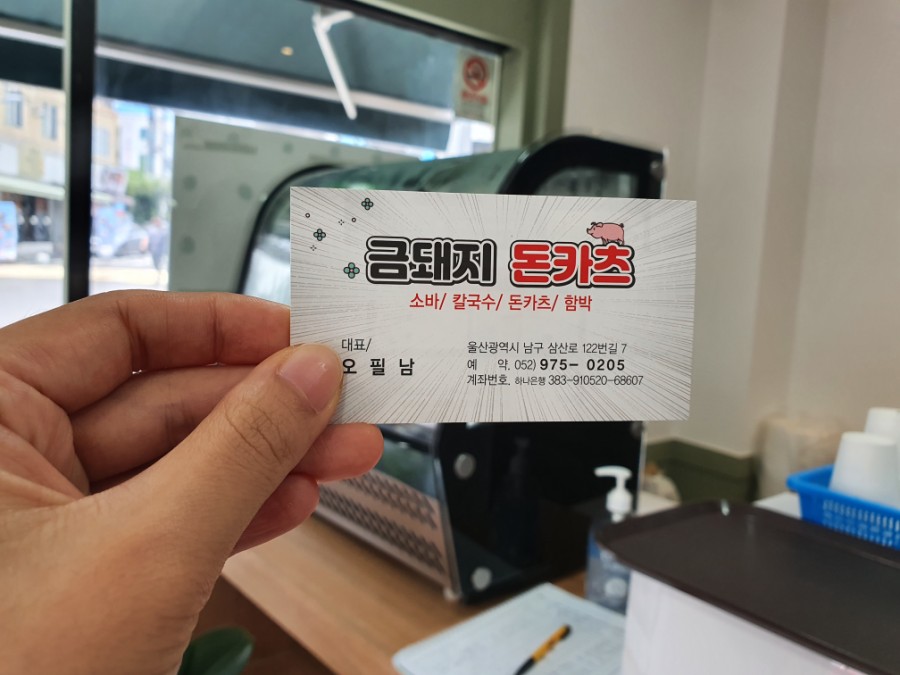 금돼지 돈카츠
소바/ 칼국수/ 돈카츠/ 함박
대표/
오 필 남
울산광역시 남구 삼산로 122번길 7
예 약. 052) 975- 0205
계좌번호. 하나은행 383-910520-68607